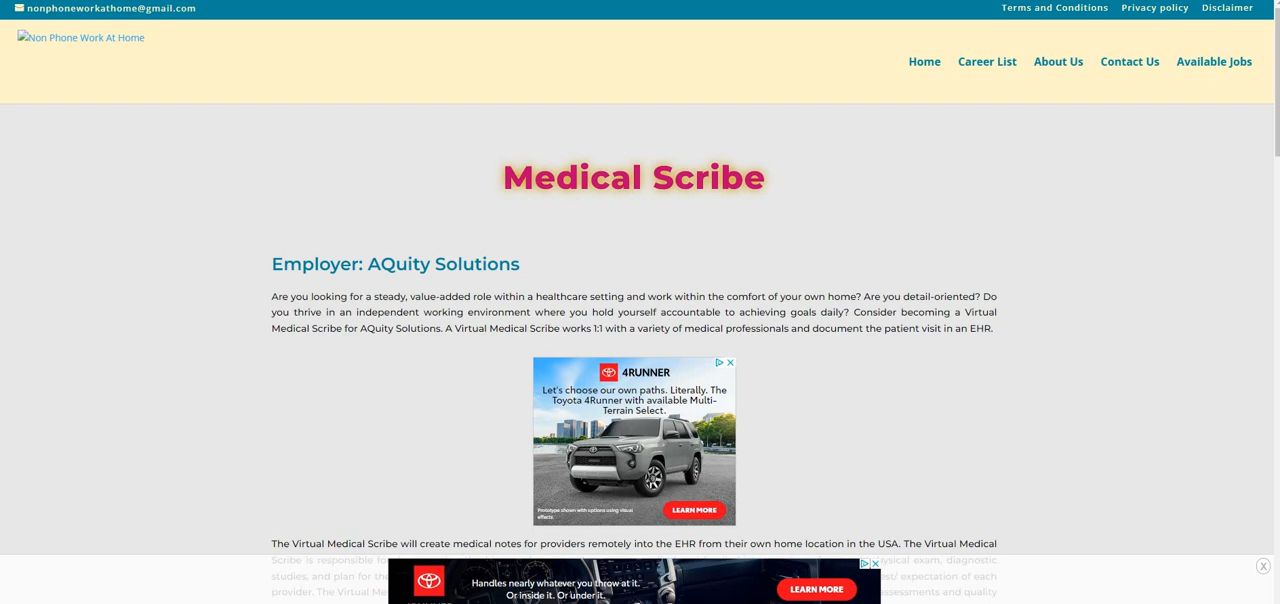 nonphoneworkathome@gmail.com
Terms and Conditions Privacy policy Disclaimer
Non Phone Work At Home
Home Career List About Us Contact Us Available Jobs
Medical Scribe
Employer: AQuity Solutions
Are you looking for a steady, value-added role within a healthcare setting and work within the comfort of your own home? Are you detail-oriented? Do
you thrive in an independent working environment where you hold yourself accountable to achieving goals daily? Consider becoming a Virtual
Medical Scribe for AQuity Solutions. A Virtual Medical Scribe works 1:1 with a variety of medical professionals and document the patient visit in an EHR.
4RUNNER
Let's choose our own paths. Literally. The
Toyota 4Runner with available Multi-
Terrain Select.
Prototype shown with options using visual
effects.
LEARN MORE
The Virtual Medical Scribe will create medical notes for providers remotely into the EHR from their own home location in the USA. The Virtual Medical
Scribe is responsible
physical exam, diagnostic
studies, and plan for the
expectation of each
provider. The Virtual
assessments and quality
Handles nearly whatever you throw at it.
Or inside it. Or under it.
LEARN MORE
X